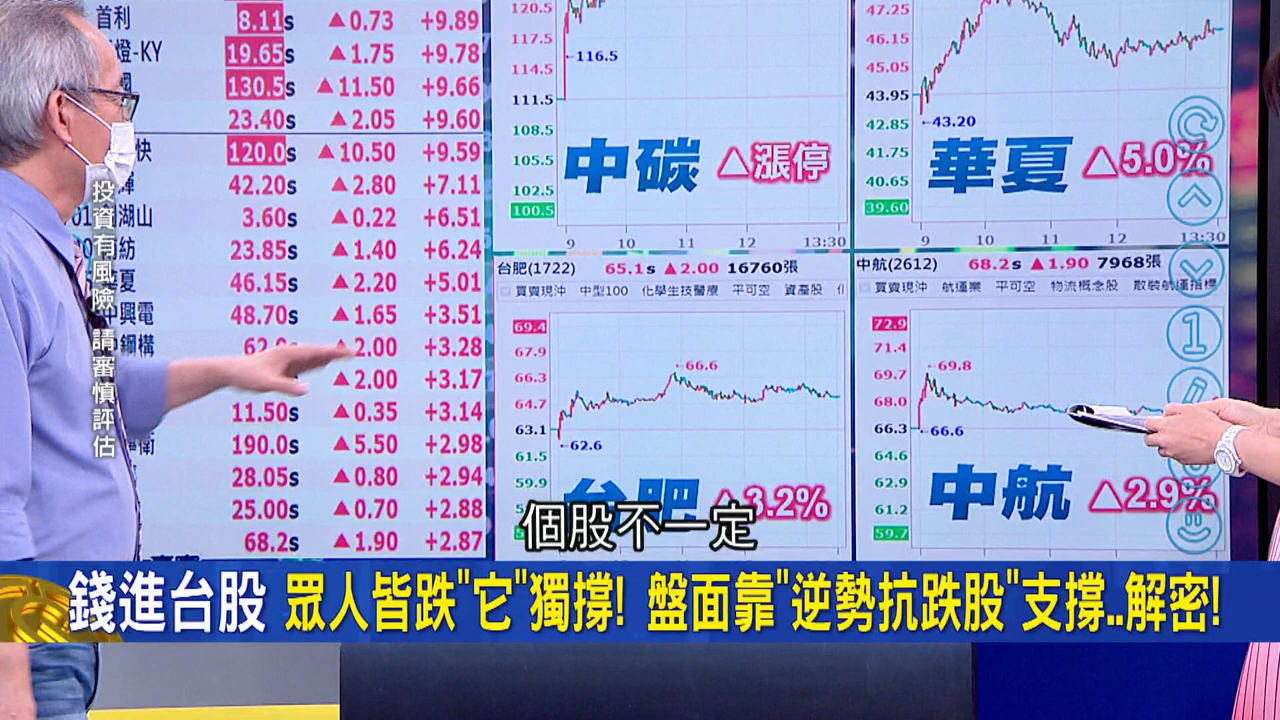 首利 8.11s ▲0.73 +9.89
燈-KY 19.65s ▲1.75 +9.78
130.5s ▲11.50 +9.66
23.40s ▲2.05 +9.60
快 120.0s ▲10.50 +9.59
42.20s ▲2.80 +7.11
湖山 3.60s ▲0.22 +6.51
紡 23.85s ▲1.40 +6.24
華夏 46.15s ▲2.20 +5.01
中興電 48.70s ▲1.65 +3.51
中鋼構 62.0s ▲2.00 +3.28
▲2.00 +3.17
11.50s ▲0.35 +3.14
衛 190.0s ▲5.50 +2.98
28.05s ▲0.80 +2.94
25.00s ▲0.70 +2.88
68.2s ▲1.90 +2.87
投資有風險 請審慎評估
120.5
117.5
114.5
111.5
108.5
105.5
102.5
100.5
←116.5
中碳 △漲停
9 10 11 12 13:30
47.25
46.15
45.05
43.95
42.85
41.75
40.65
39.60
←43.20
華夏 △5.0%
9 10 11 12 13:30
台肥(1722) 65.1s ▲2.00 16760張
買賣現沖 中型100 化學生技醫療 平可空 資產股
69.4
67.9
66.3
64.7
63.1
61.5
59.9
←66.6
←62.6
台肥 △3.2%
中航(2612) 68.2s ▲1.90 7968張
買賣現沖 航運業 平可空 物流概念股 散裝航運指標
72.9
71.4
69.7
68.0
66.3
64.6
62.9
61.2
59.7
←69.8
←66.6
中航 △2.9%
1
個股不一定
錢進台股 眾人皆跌"它"獨撐! 盤面靠"逆勢抗跌股"支撐..解密!